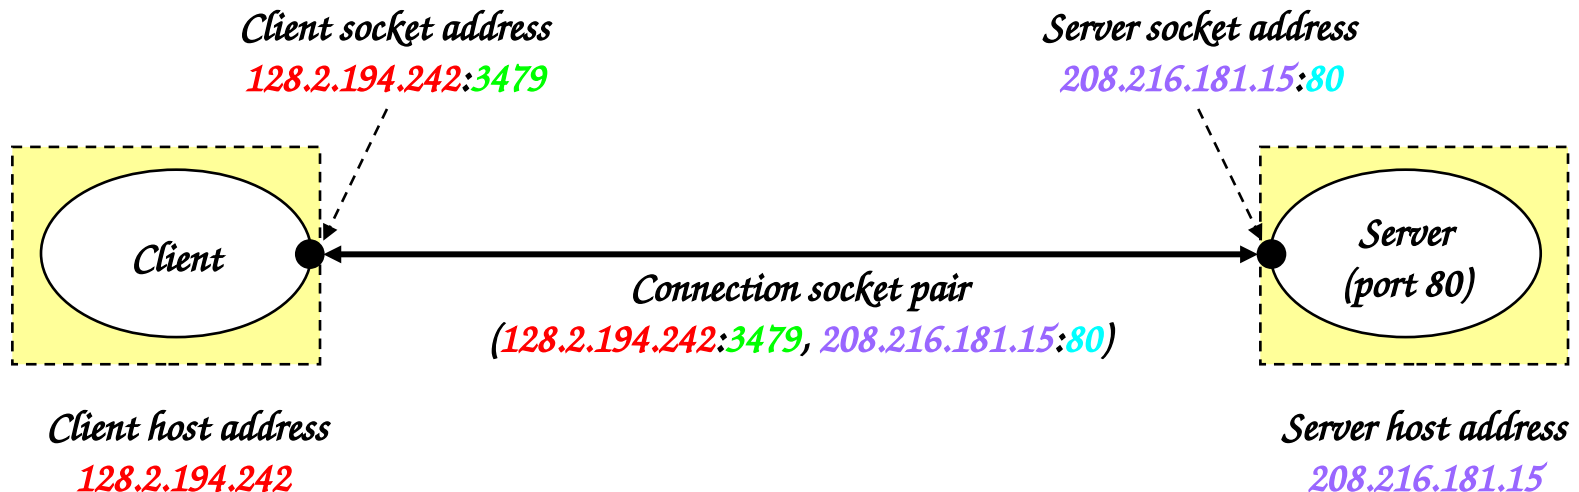 Client socket address
128.2.194.242:3479
Server socket address
208.216.181.15:80
Client
Server
(port 80)
Connection socket pair
(128.2.194.242:3479, 208.216.181.15:80)
Client host address
128.2.194.242
Server host address
208.216.181.15